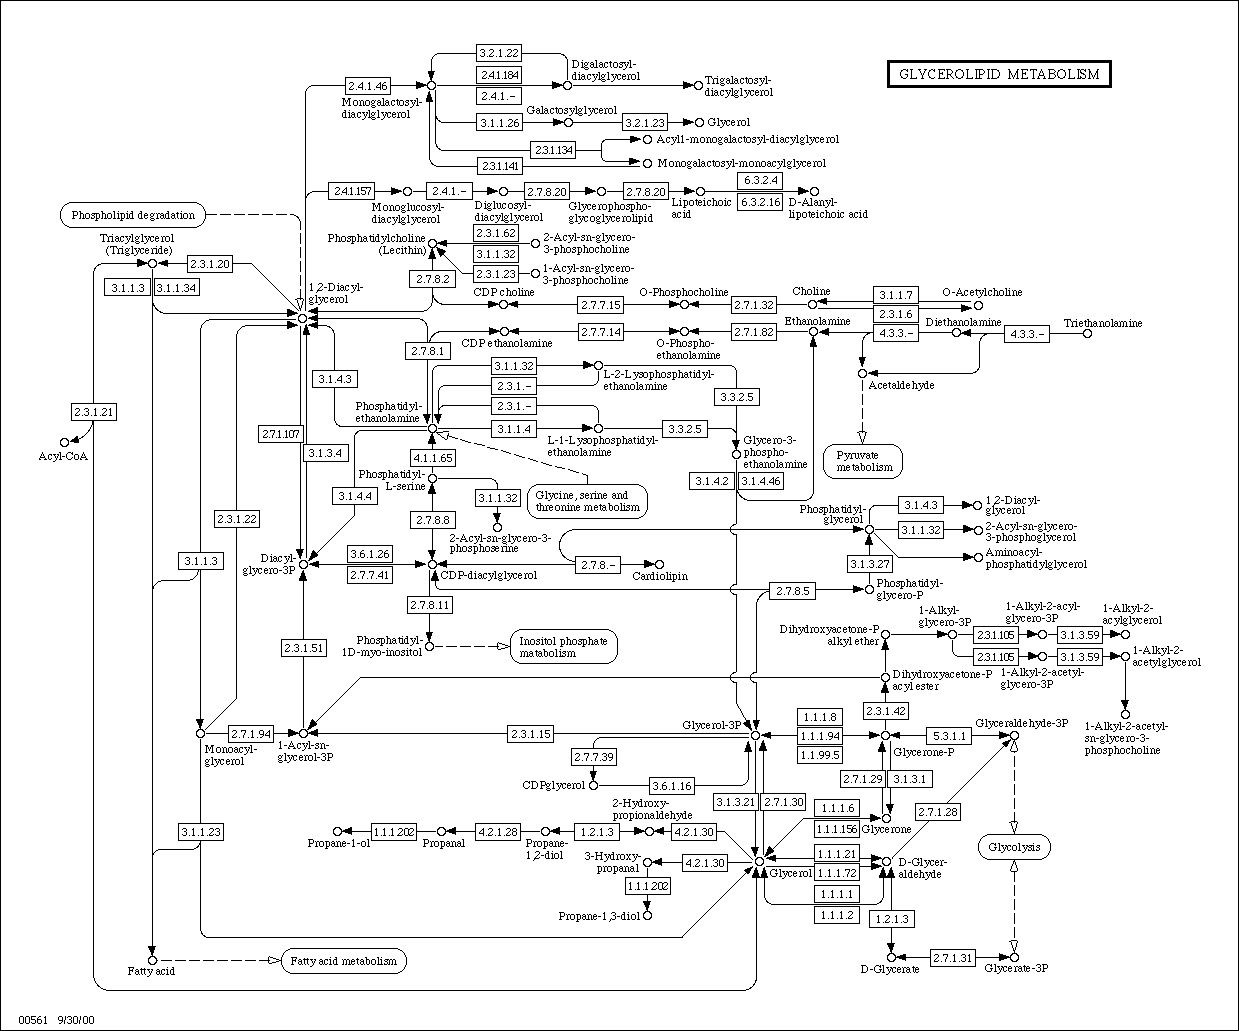 GLYCEROLIPID METABOLISM
3.2.1.22
Digalactosyl-
diacylglycerol
2.4.1.184
2.4.1.46
2.4.1.-
Trigalactosyl-
diacylglycerol
Monogalactosyl-
diacylglycerol
Galactosylglycerol
3.1.1.26
3.2.1.23
Glycerol
2.3.1.134
Acyl1-monogalactosyl-diacylglycerol
2.3.1.141
Monogalactosyl-monoacylglycerol
2.4.1.157
2.4.1.-
2.7.8.20
2.7.8.20
6.3.2.4
6.3.2.16
Monoglucosyl-
diacylglycerol
Diglucosyl-
diacylglycerol
Glycerophospho-
glycoglycerolipid
Lipoteichoic
acid
D-Alanyl-
lipoteichoic acid
Phospholipid degradation
Triacylglycerol
(Triglyceride)
2.3.1.20
3.1.1.3
3.1.1.34
Phosphatidylcholine
(Lecithin)
2.3.1.62
3.1.1.32
2-Acyl-sn-glycero-
3-phosphocholine
2.3.1.23
1-Acyl-sn-glycero-
3-phosphocholine
2.7.8.2
1,2-Diacyl-
glycerol
CDP choline
2.7.7.15
O-Phosphocholine
2.7.1.32
Choline
3.1.1.7
2.3.1.6
O-Acetylcholine
CDP ethanolamine
2.7.7.14
O-Phospho-
ethanolamine
2.7.1.82
Ethanolamine
4.3.3.-
Diethanolamine
4.3.3.-
Triethanolamine
2.7.8.1
3.1.1.32
L-2-Lysophosphatidyl-
ethanolamine
2.3.1.-
3.1.4.3
Acetaldehyde
2.3.1.21
Acyl-CoA
Phosphatidyl-
ethanolamine
2.3.1.-
3.1.1.4
L-1-Lysophosphatidyl-
ethanolamine
3.3.2.5
3.3.2.5
Glycero-3-
phospho-
ethanolamine
Pyruvate
metabolism
2.7.1.107
3.1.3.4
4.1.1.65
Phosphatidyl-
L-serine
3.1.1.32
Glycine, serine and
threonine metabolism
3.1.4.2
3.1.4.46
3.1.4.4
2.3.1.22
2.7.8.8
2-Acyl-sn-glycero-3-
phosphoserine
Phosphatidyl-
glycerol
3.1.4.3
1,2-Diacyl-
glycerol
3.1.1.32
2-Acyl-sn-glycero-
3-phosphoglycerol
Aminoacyl-
phosphatidylglycerol
3.1.3.27
3.1.1.3
Diacyl-
glycero-3P
3.6.1.26
2.7.7.41
CDP-diacylglycerol
2.7.8.-
Cardiolipin
2.7.8.5
Phosphatidyl-
glycero-P
2.7.8.11
Phosphatidyl-
1D-myo-inositol
Inositol phosphate
metabolism
2.3.1.51
Dihydroxyacetone-P
alkyl ether
1-Alkyl-
glycero-3P
1-Alkyl-2-acyl-
glycero-3P
1-Alkyl-2-
acylglycerol
2.3.1.105
3.1.3.59
2.3.1.105
3.1.3.59
1-Alkyl-2-acetyl-
glycero-3P
1-Alkyl-2-
acetylglycerol
Dihydroxyacetone-P
acyl ester
2.3.1.42
1-Alkyl-2-acetyl-
sn-glycero-3-
phosphocholine
Monoacyl-
glycerol
2.7.1.94
1-Acyl-sn-
glycerol-3P
2.3.1.15
Glycerol-3P
1.1.1.8
1.1.1.94
1.1.99.5
Glycerone-P
5.3.1.1
Glyceraldehyde-3P
2.7.7.39
CDPglycerol
3.6.1.16
2.7.1.29
3.1.3.1
3.1.3.21
2.7.1.30
2.7.1.28
3.1.1.23
Propane-1-ol
1.1.1.202
Propanal
4.2.1.28
Propane-
1,2-diol
1.2.1.3
2-Hydroxy-
propionaldehyde
4.2.1.30
1.1.1.6
1.1.1.156
Glycerone
Glycolysis
3-Hydroxy-
propanal
4.2.1.30
1.1.1.202
Propane-1,3-diol
Glycerol
1.1.1.21
1.1.1.72
1.1.1.1
1.1.1.2
D-Glycer-
aldehyde
1.2.1.3
D-Glycerate
2.7.1.31
Glycerate-3P
Fatty acid
Fatty acid metabolism
00561 9/30/00